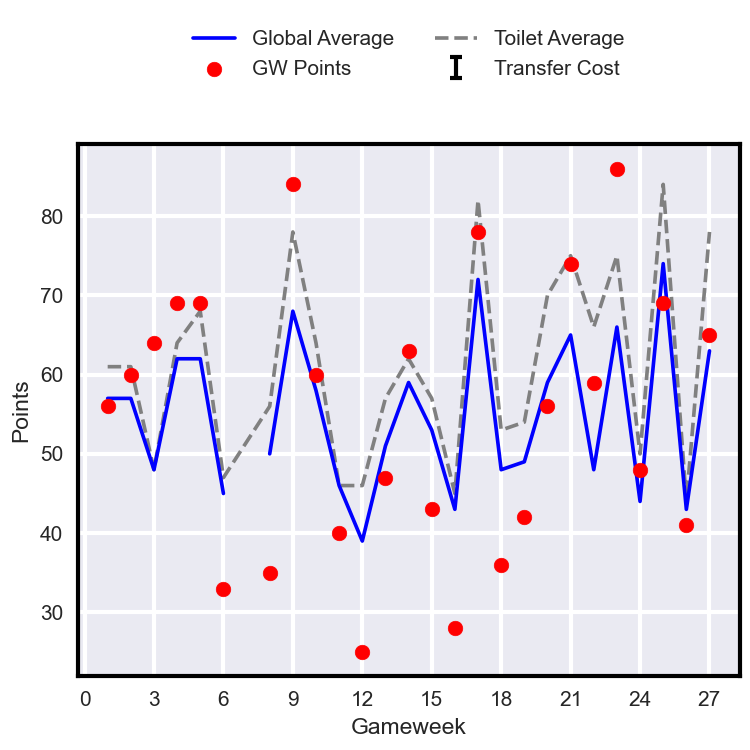 Global Average
Toilet Average
GW Points
Transfer Cost
80
70
60
50
40
30
Points
0 3 6 9 12 15 18 21 24 27
Gameweek